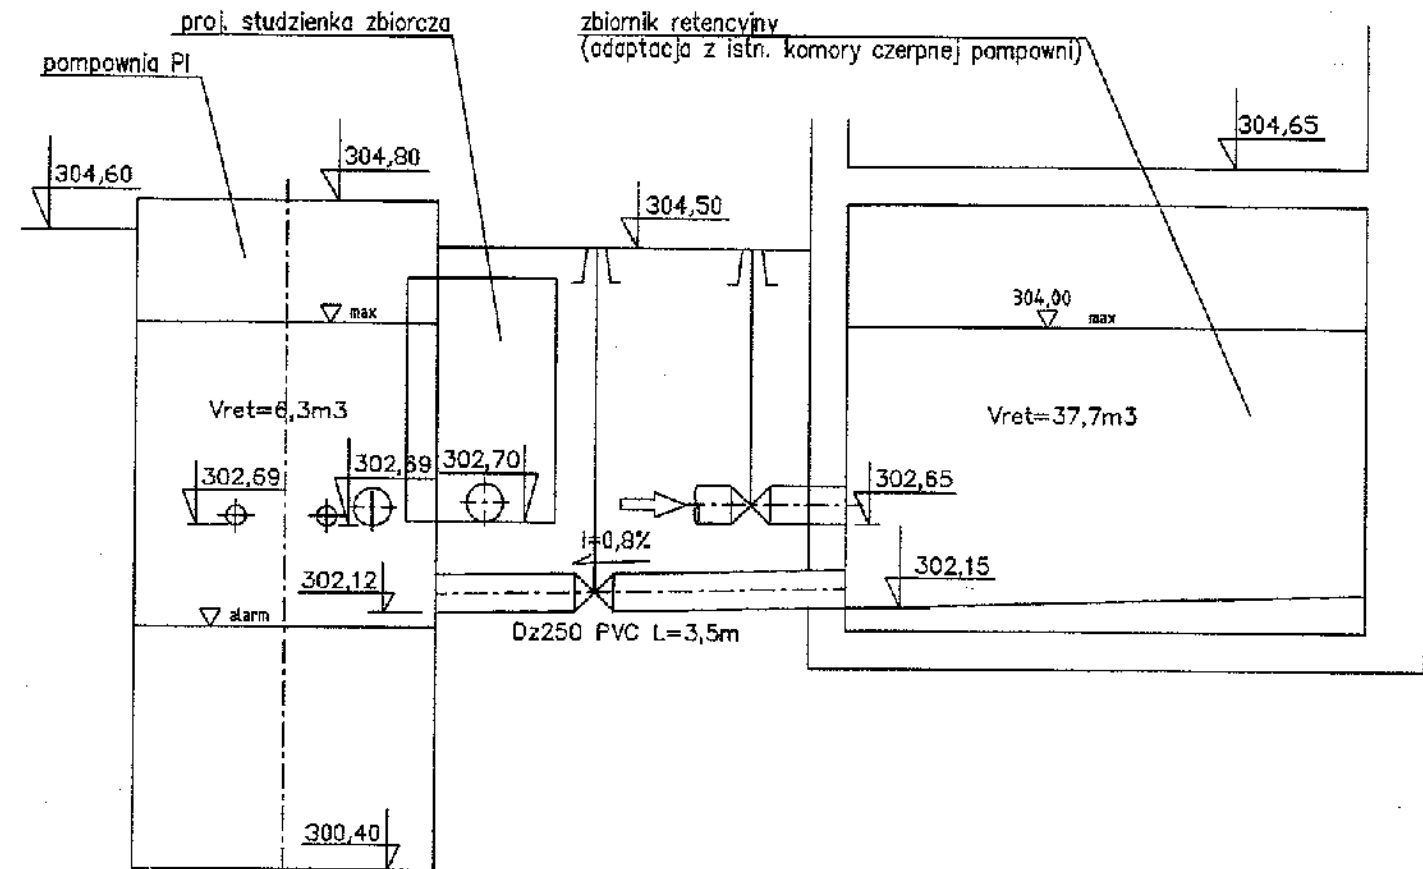 proj. studzienka zbiorcza
zbiornik retencyjny
(adaptacja z istn. komory czerpnej pompowni)
pompownia PI
304,65
304,80
304,60
304,50
304,00
max
max
Vret=6,3m3
Vret=37,7m3
302,69
302,69
302,70
302,65
i=0,8%
302,12
302,15
alarm
Dz250 PVC L=3,5m
300,40